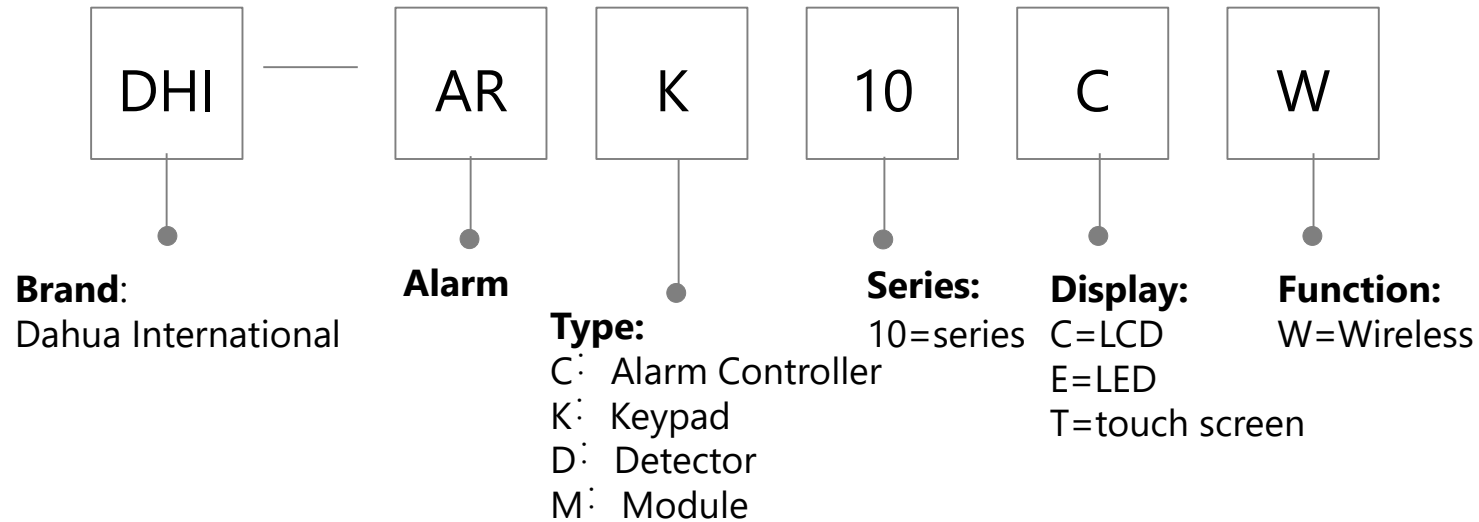 DHI — AR K 10 C W
Brand:
Dahua International
Alarm
Type:
C： Alarm Controller
K： Keypad
D： Detector
M： Module
Series:
10=series
Display:
C=LCD
E=LED
T=touch screen
Function:
W=Wireless